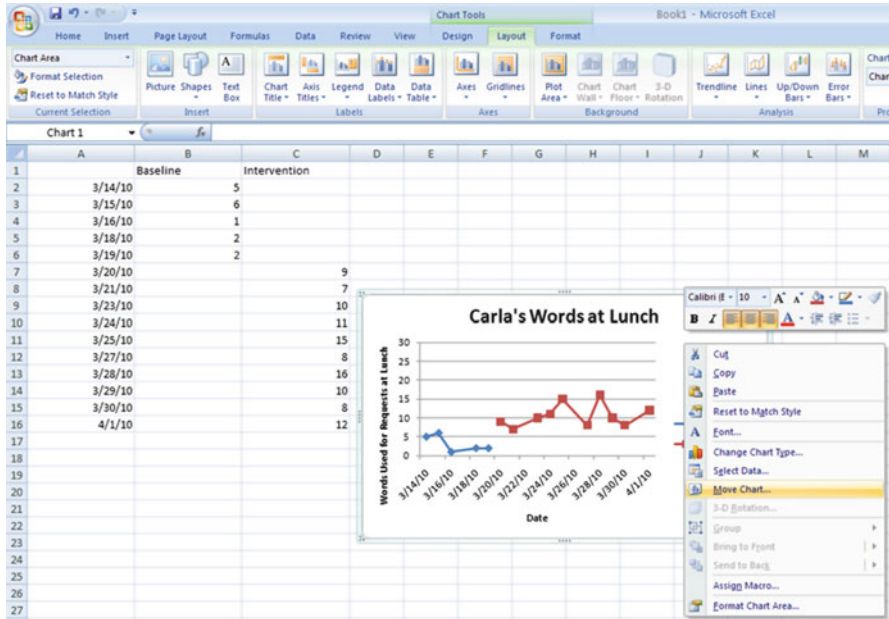 Chart Tools
Book1 - Microsoft Excel
Home Insert Page Layout Formulas Data Review View Design Layout Format
Chart Area
Format Selection
Reset to Match Style
Current Selection
Picture Shapes Text Box
Insert
Chart Title Axis Titles Legend Data Labels Data Table
Labels
Axes Gridlines
Axes
Plot Area Chart Wall Chart Floor 3-D Rotation
Background
Trendline Lines Up/Down Bars Error Bars
Analysis
Chart
Char
Pr
Chart 1 fx
A B C D E F G H I J K L M
1 Baseline Intervention
2 3/14/10 5
3 3/15/10 6
4 3/16/10 1
5 3/18/10 2
6 3/19/10 2
7 3/20/10 9
8 3/21/10 7
9 3/23/10 10
10 3/24/10 11
11 3/25/10 15
12 3/27/10 8
13 3/28/10 16
14 3/29/10 10
15 3/30/10 8
16 4/1/10 12
17
18
19
20
21
22
23
24
25
26
27
Carla's Words at Lunch
Words Used for Requests at Lunch
30
25
20
15
10
5
0
3/14/10 3/16/10 3/18/10 3/20/10 3/22/10 3/24/10 3/26/10 3/28/10 3/30/10 4/1/10
Date
Calibri (E 10 A A
B I A
Cut
Copy
Paste
Reset to Match Style
Font...
Change Chart Type...
Select Data...
Move Chart...
3-D Rotation...
Group
Bring to Front
Send to Back
Assign Macro...
Format Chart Area...